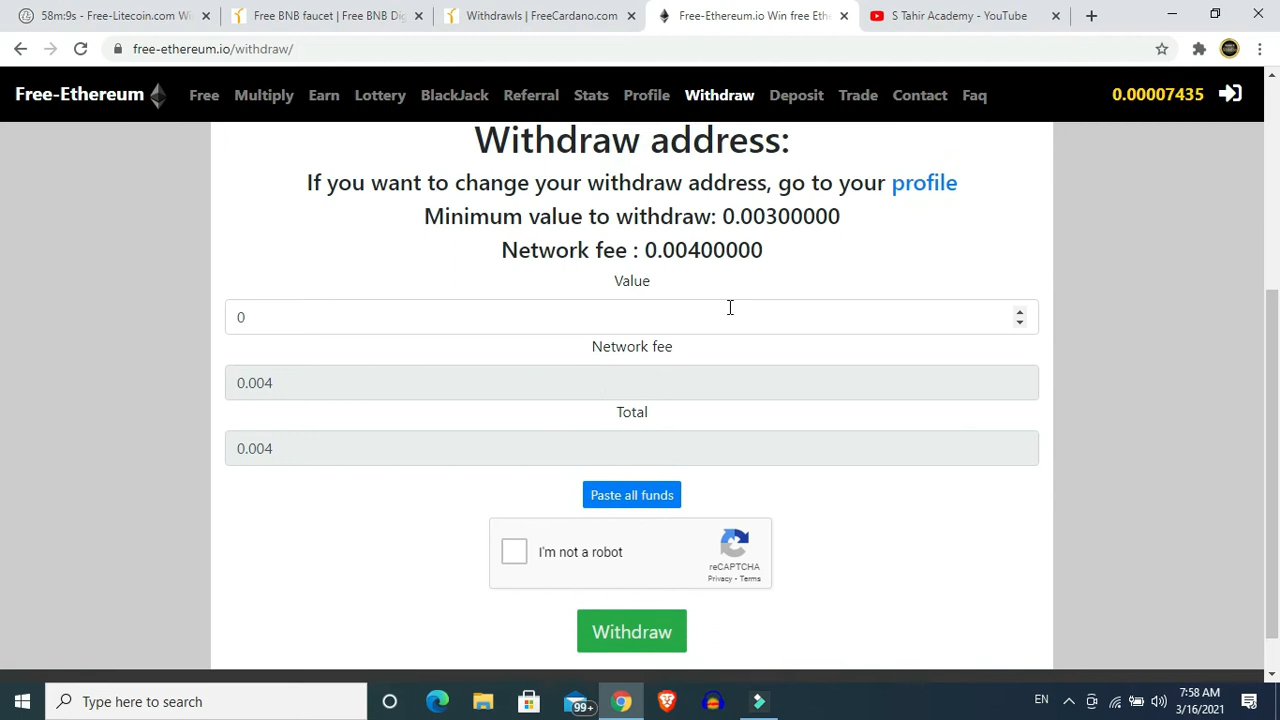 58m:9s - Free-Litecoin.com Wi
Free BNB faucet | Free BNB Dig
Withdrawls | FreeCardano.com
Free-Ethereum.io Win free Eth
S Tahir Academy - YouTube
free-ethereum.io/withdraw/
Free-Ethereum Free Multiply Earn Lottery BlackJack Referral Stats Profile Withdraw Deposit Trade Contact Faq 0.00007435
Withdraw address:
If you want to change your withdraw address, go to your profile
Minimum value to withdraw: 0.00300000
Network fee : 0.00400000
Value
0
Network fee
0.004
Total
0.004
Paste all funds
I'm not a robot
reCAPTCHA
Privacy - Terms
Withdraw
Type here to search
99+
EN
7:58 AM
3/16/2021